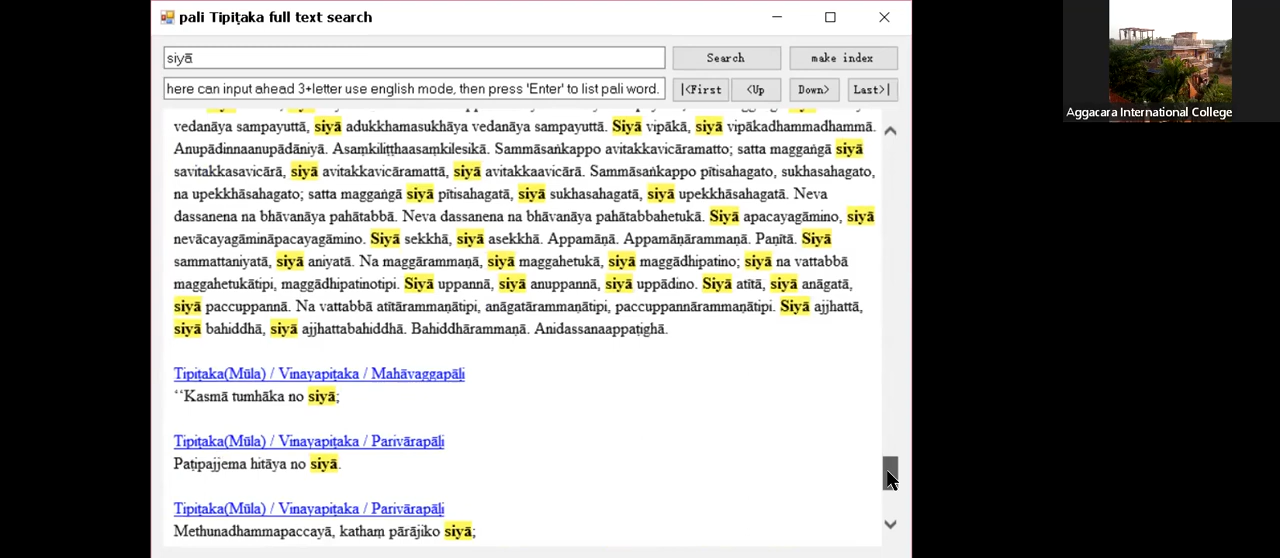 pali Tipiṭaka full text search
siyā
Search
make index
here can input ahead 3+letter use english mode, then press 'Enter' to list pali word.
|<First
<Up
Down>
Last>|
vedanāya sampayuttā, siyā adukkhamasukhāya vedanāya sampayuttā. Siyā vipākā, siyā vipākadhammadhammā.
Anupādinnaanupādāniyā. Asaṃkiliṭṭhaasaṃkilesikā. Sammāsaṅkappo avitakkavicāramatto; satta maggaṅgā siyā
savitakkasavicārā, siyā avitakkavicāramattā, siyā avitakkaavicārā. Sammāsaṅkappo pītisahagato, sukhasahagato,
na upekkhāsahagato; satta maggaṅgā siyā pītisahagatā, siyā sukhasahagatā, siyā upekkhāsahagatā. Neva
dassanena na bhāvanāya pahātabbā. Neva dassanena na bhāvanāya pahātabbahetukā. Siyā apacayagāmino, siyā
nevācayagāmināpacayagāmino. Siyā sekkhā, siyā asekkhā. Appamāṇā. Appamāṇārammaṇā. Paṇītā. Siyā
sammattaniyatā, siyā aniyatā. Na maggārammaṇā, siyā maggahetukā, siyā maggādhipatino; siyā na vattabbā
maggahetukātipi, maggādhipatinotipi. Siyā uppannā, siyā anuppannā, siyā uppādino. Siyā atītā, siyā anāgatā,
siyā paccuppannā. Na vattabbā atītārammaṇātipi, anāgatārammaṇātipi, paccuppannārammaṇātipi. Siyā ajjhattā,
siyā bahiddhā, siyā ajjhattabahiddhā. Bahiddhārammaṇā. Anidassanaappaṭighā.
Tipiṭaka(Mūla) / Vinayapiṭaka / Mahāvaggapāḷi
‘‘Kasmā tumhāka no siyā;
Tipiṭaka(Mūla) / Vinayapiṭaka / Parivārapāḷi
Paṭipajjema hitāya no siyā.
Tipiṭaka(Mūla) / Vinayapiṭaka / Parivārapāḷi
Methunadhammapaccayā, kathaṃ pārājiko siyā;
Aggacara International College